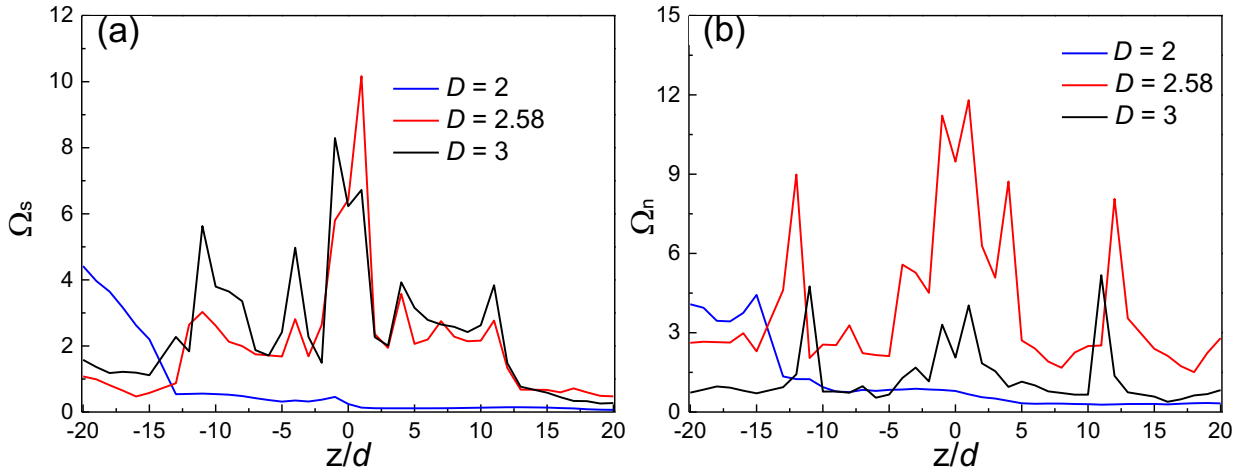 (a)
12
10
8
6
4
2
0
Ωs
D = 2
D = 2.58
D = 3
-20 -15 -10 -5 0 5 10 15 20
z/d
(b)
15
12
9
6
3
0
Ωn
D = 2
D = 2.58
D = 3
-20 -15 -10 -5 0 5 10 15 20
z/d